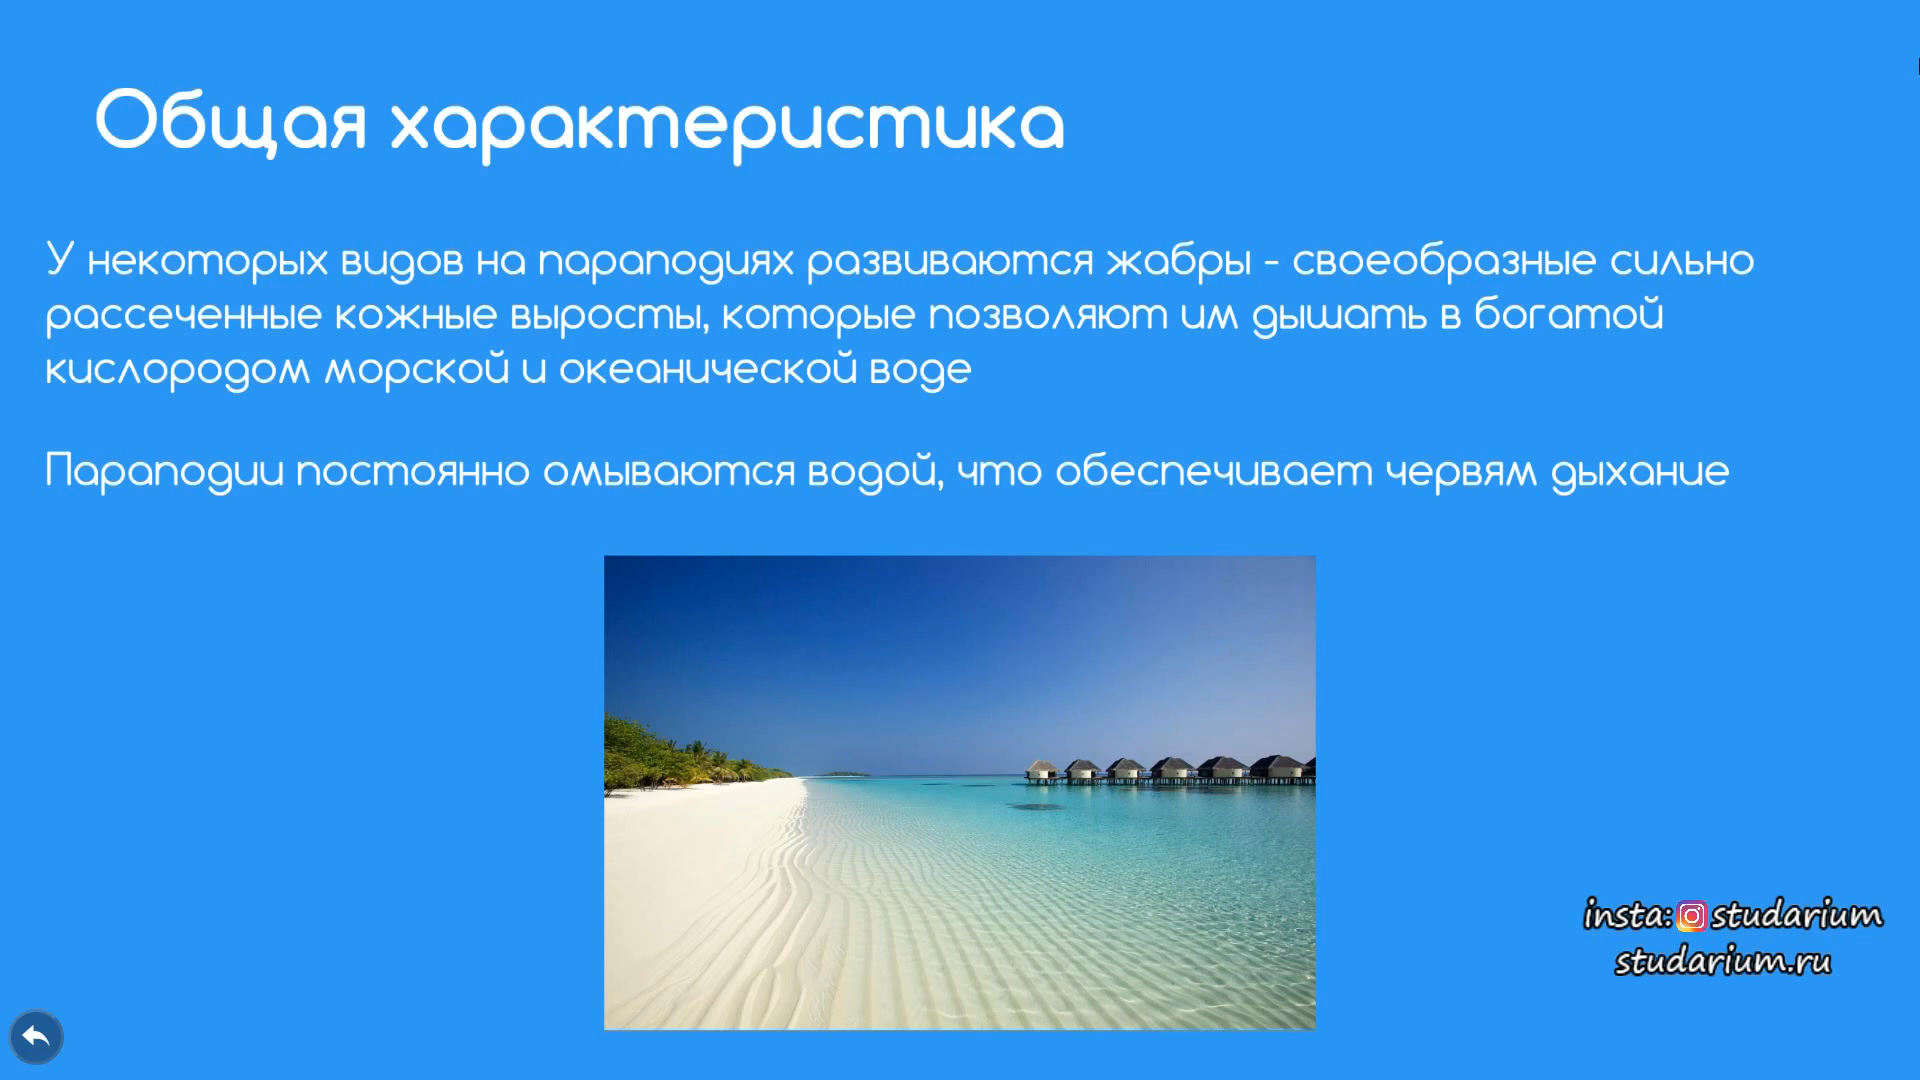 Общая характеристика
У некоторых видов на параподиях развиваются жабры - своеобразные сильно
рассеченные кожные выросты, которые позволяют им дышать в богатой
кислородом морской и океанической воде
Параподии постоянно омываются водой, что обеспечивает червям дыхание
insta: studarium
studarium.ru